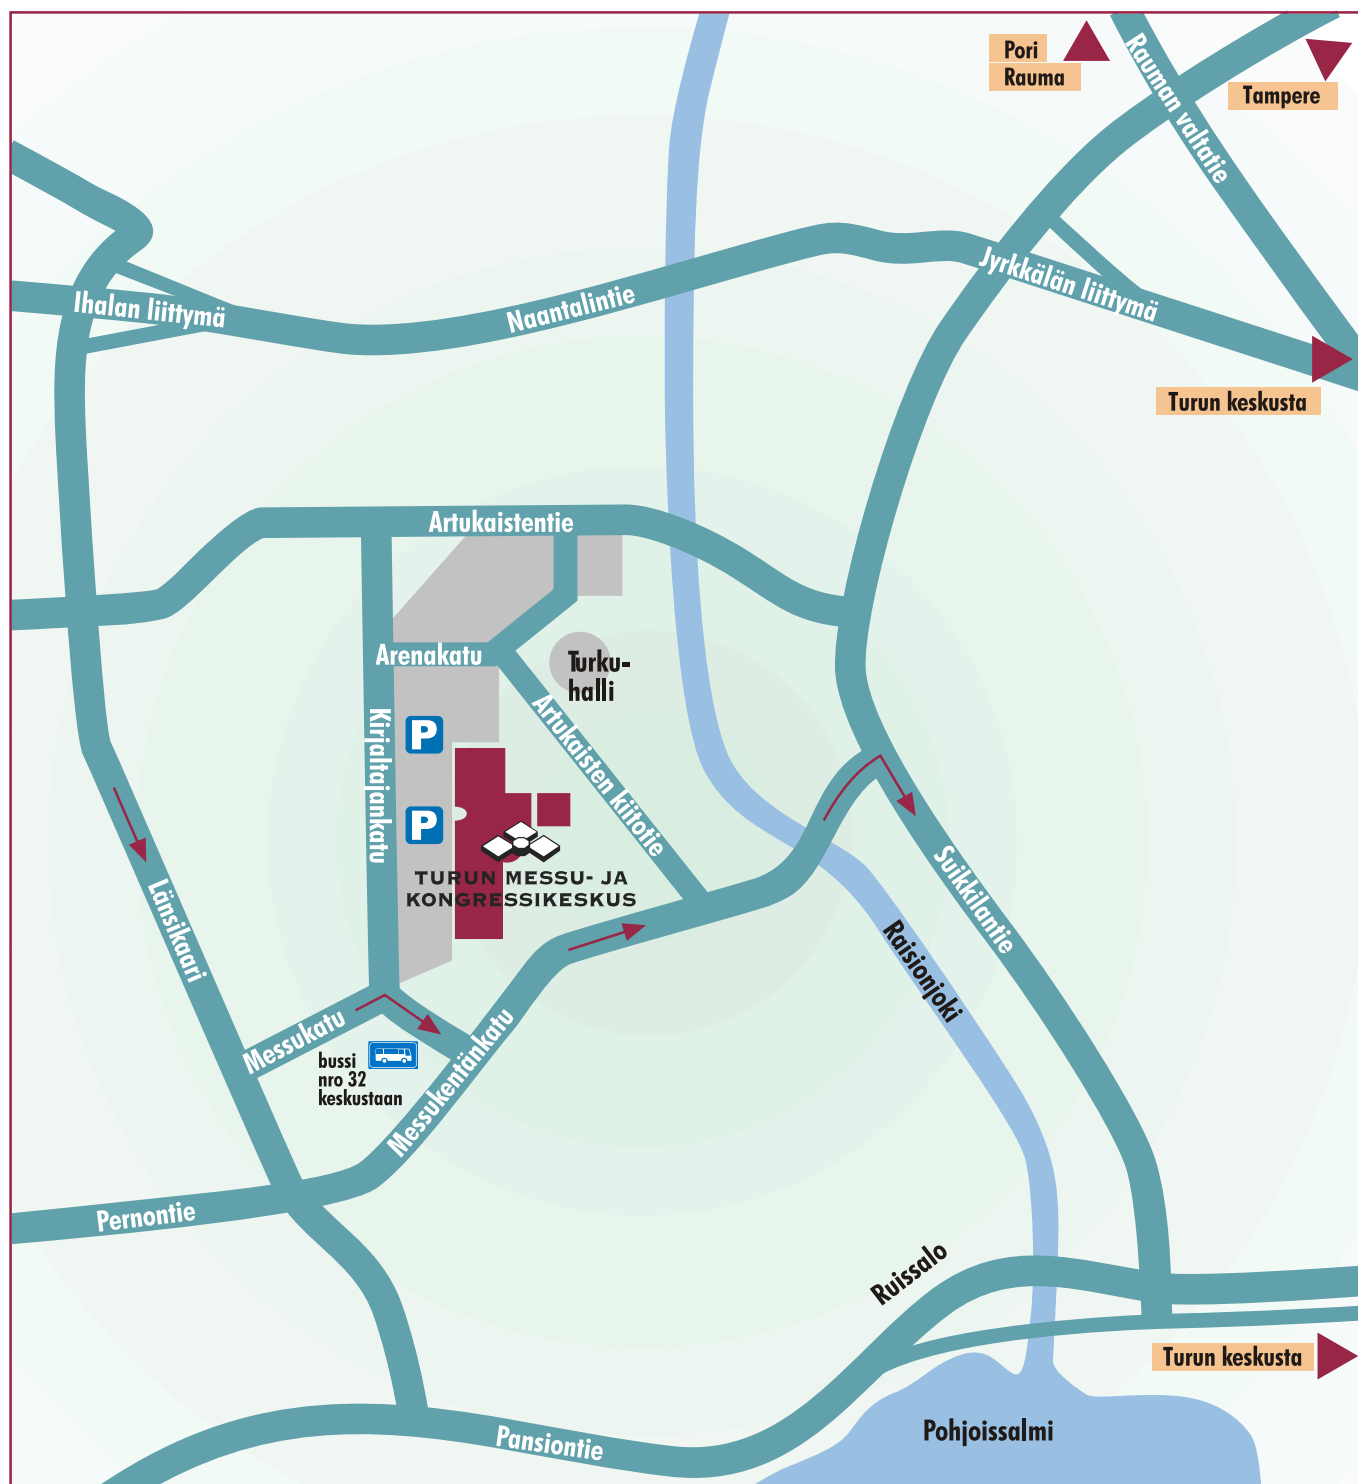 Pori
Rauma
Rauman valtatie
Tampere
Jyrkkälän liittymä
Ihalan liittymä
Naantalintie
Turun keskusta
Artukaistentie
Arenakatu
Turku-
halli
Kirjaltajankatu
P
P
Artukaisten kiitotie
TURUN MESSU- JA
KONGRESSIKESKUS
Länsikaari
Suikkilantie
Raisionjoki
Messukatu
bussi
nro 32
keskustaan
Messukentänkatu
Pernontie
Ruissalo
Turun keskusta
Pohjoissalmi
Pansiontie